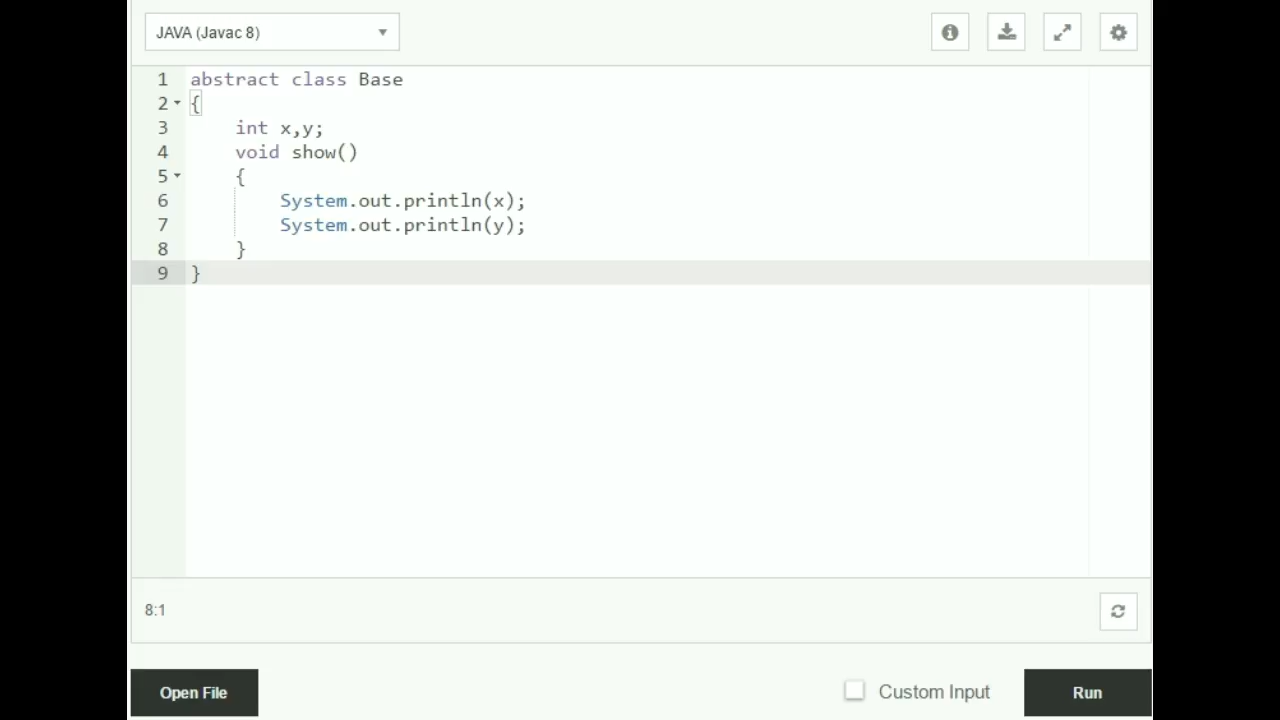 JAVA (Javac 8)
1 abstract class Base
2 {
3 int x,y;
4 void show()
5 {
6 System.out.println(x);
7 System.out.println(y);
8 }
9 }
8:1
Open File
Custom Input
Run